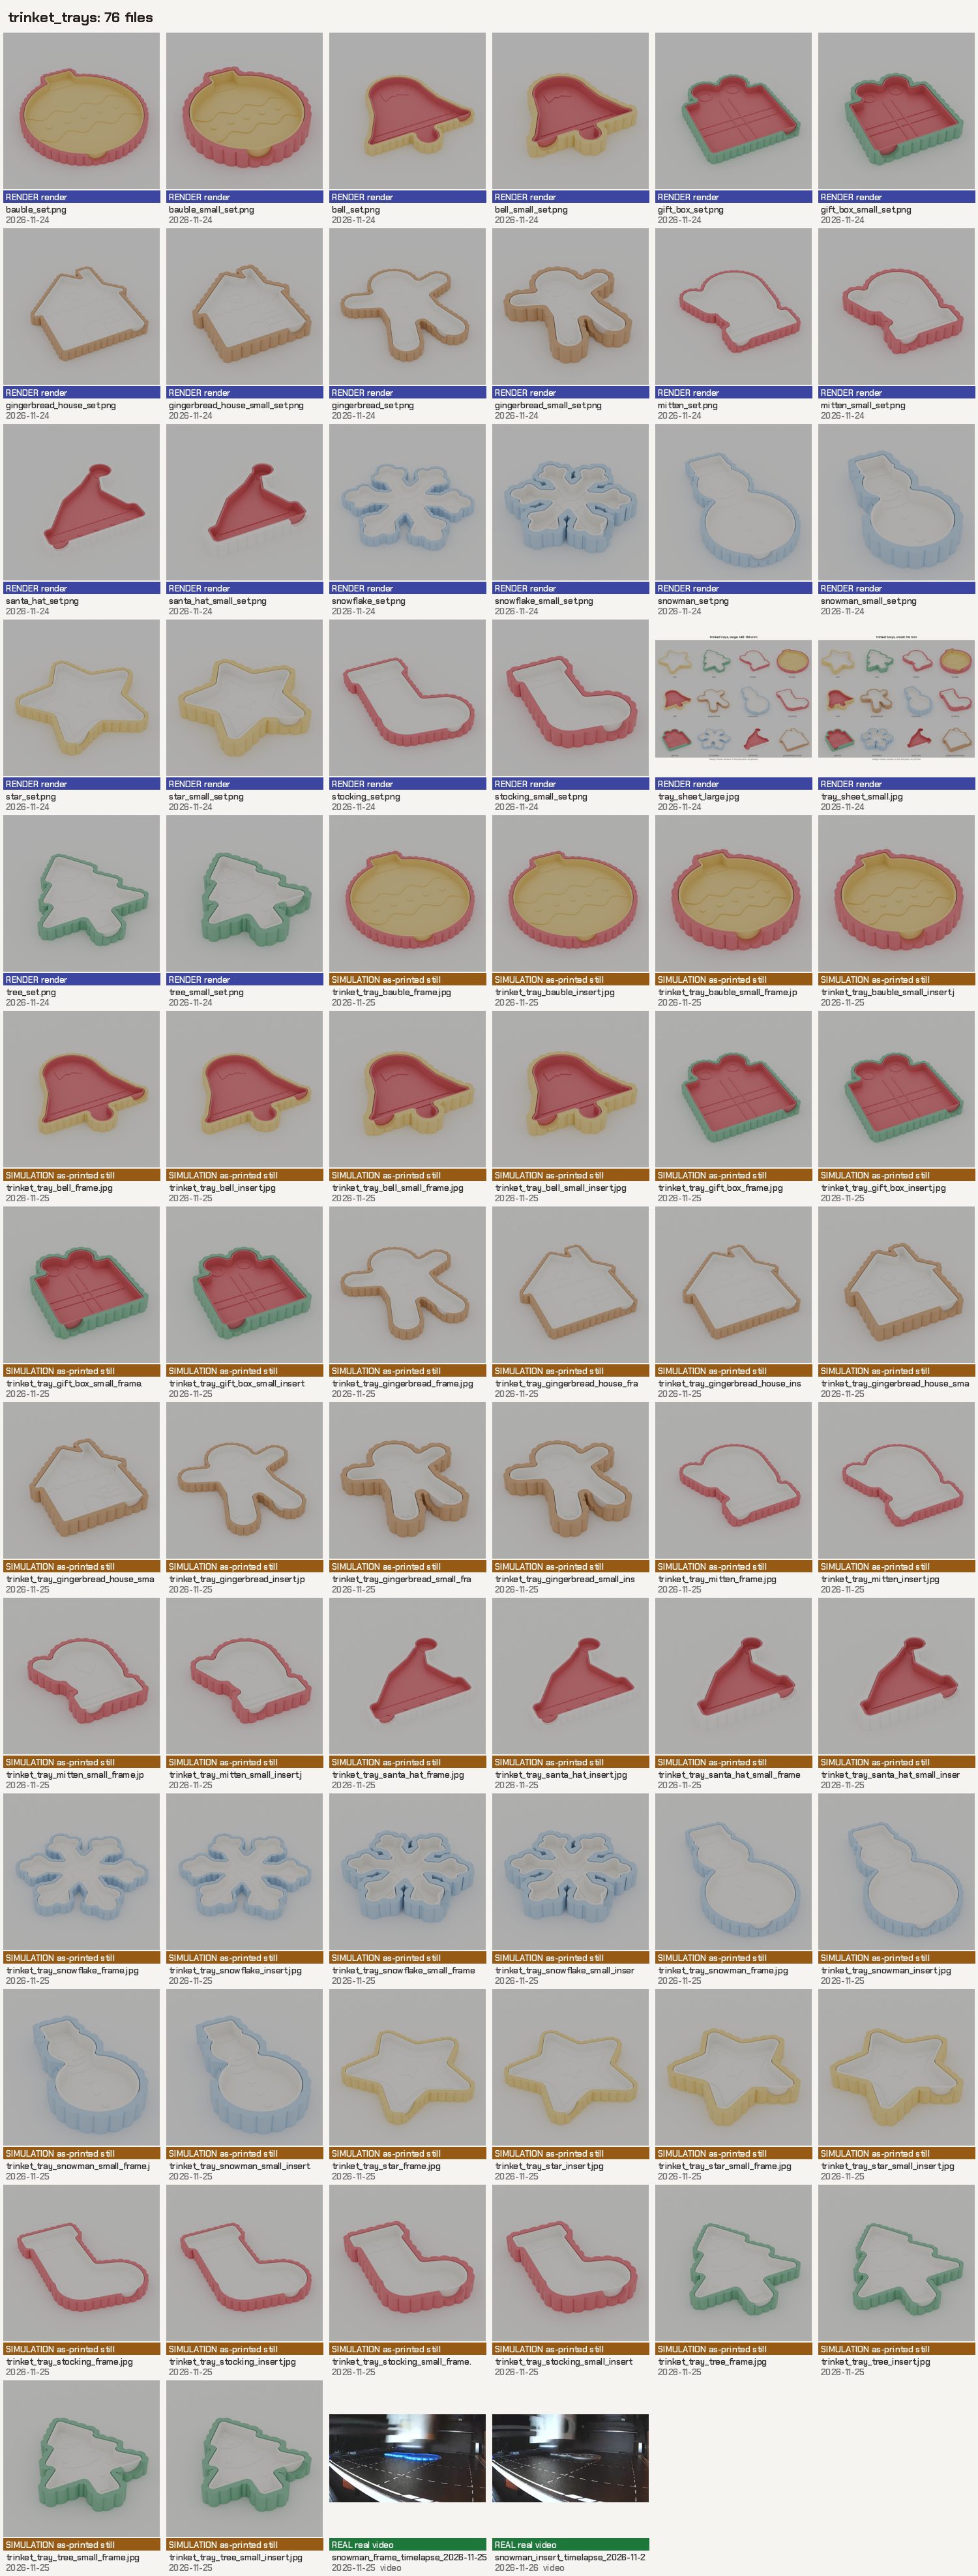 trinket_trays: 76 files
RENDER render RENDER render RENDER render RENDER render RENDER render RENDER render
bauble_set.png bauble_small_set.png bell_set.png bell_small_set.png gift_box_set.png gift_box_small_set.png
2026-11-24 2026-11-24 2026-11-24 2026-11-24 2026-11-24 2026-11-24
RENDER render RENDER render RENDER render RENDER render RENDER render RENDER render
gingerbread_house_set.png gingerbread_house_small_set.png gingerbread_set.png gingerbread_small_set.png mitten_set.png mitten_small_set.png
2026-11-24 2026-11-24 2026-11-24 2026-11-24 2026-11-24 2026-11-24
RENDER render RENDER render RENDER render RENDER render RENDER render RENDER render
santa_hat_set.png santa_hat_small_set.png snowflake_set.png snowflake_small_set.png snowman_set.png snowman_small_set.png
2026-11-24 2026-11-24 2026-11-24 2026-11-24 2026-11-24 2026-11-24
RENDER render RENDER render RENDER render RENDER render RENDER render RENDER render
star_set.png star_small_set.png stocking_set.png stocking_small_set.png tray_sheet_large.jpg tray_sheet_small.jpg
2026-11-24 2026-11-24 2026-11-24 2026-11-24 2026-11-24 2026-11-24
RENDER render RENDER render SIMULATION as-printed still SIMULATION as-printed still SIMULATION as-printed still SIMULATION as-printed still
tree_set.png tree_small_set.png trinket_tray_bauble_frame.jpg trinket_tray_bauble_insert.jpg trinket_tray_bauble_small_frame.jp trinket_tray_bauble_small_insert.j
2026-11-24 2026-11-24 2026-11-25 2026-11-25 2026-11-25 2026-11-25
SIMULATION as-printed still SIMULATION as-printed still SIMULATION as-printed still SIMULATION as-printed still SIMULATION as-printed still SIMULATION as-printed still
trinket_tray_bell_frame.jpg trinket_tray_bell_insert.jpg trinket_tray_bell_small_frame.jpg trinket_tray_bell_small_insert.jpg trinket_tray_gift_box_frame.jpg trinket_tray_gift_box_insert.jpg
2026-11-25 2026-11-25 2026-11-25 2026-11-25 2026-11-25 2026-11-25
SIMULATION as-printed still SIMULATION as-printed still SIMULATION as-printed still SIMULATION as-printed still SIMULATION as-printed still SIMULATION as-printed still
trinket_tray_gift_box_small_frame. trinket_tray_gift_box_small_insert trinket_tray_gingerbread_frame.jpg trinket_tray_gingerbread_house_fra trinket_tray_gingerbread_house_ins trinket_tray_gingerbread_house_sma
2026-11-25 2026-11-25 2026-11-25 2026-11-25 2026-11-25 2026-11-25
SIMULATION as-printed still SIMULATION as-printed still SIMULATION as-printed still SIMULATION as-printed still SIMULATION as-printed still SIMULATION as-printed still
trinket_tray_gingerbread_house_sma trinket_tray_gingerbread_insert.jp trinket_tray_gingerbread_small_fra trinket_tray_gingerbread_small_ins trinket_tray_mitten_frame.jpg trinket_tray_mitten_insert.jpg
2026-11-25 2026-11-25 2026-11-25 2026-11-25 2026-11-25 2026-11-25
SIMULATION as-printed still SIMULATION as-printed still SIMULATION as-printed still SIMULATION as-printed still SIMULATION as-printed still SIMULATION as-printed still
trinket_tray_mitten_small_frame.jp trinket_tray_mitten_small_insert.j trinket_tray_santa_hat_frame.jpg trinket_tray_santa_hat_insert.jpg trinket_tray_santa_hat_small_frame trinket_tray_santa_hat_small_inser
2026-11-25 2026-11-25 2026-11-25 2026-11-25 2026-11-25 2026-11-25
SIMULATION as-printed still SIMULATION as-printed still SIMULATION as-printed still SIMULATION as-printed still SIMULATION as-printed still SIMULATION as-printed still
trinket_tray_snowflake_frame.jpg trinket_tray_snowflake_insert.jpg trinket_tray_snowflake_small_frame trinket_tray_snowflake_small_inser trinket_tray_snowman_frame.jpg trinket_tray_snowman_insert.jpg
2026-11-25 2026-11-25 2026-11-25 2026-11-25 2026-11-25 2026-11-25
SIMULATION as-printed still SIMULATION as-printed still SIMULATION as-printed still SIMULATION as-printed still SIMULATION as-printed still SIMULATION as-printed still
trinket_tray_snowman_small_frame.j trinket_tray_snowman_small_insert trinket_tray_star_frame.jpg trinket_tray_star_insert.jpg trinket_tray_star_small_frame.jpg trinket_tray_star_small_insert.jpg
2026-11-25 2026-11-25 2026-11-25 2026-11-25 2026-11-25 2026-11-25
SIMULATION as-printed still SIMULATION as-printed still SIMULATION as-printed still SIMULATION as-printed still SIMULATION as-printed still SIMULATION as-printed still
trinket_tray_stocking_frame.jpg trinket_tray_stocking_insert.jpg trinket_tray_stocking_small_frame. trinket_tray_stocking_small_insert trinket_tray_tree_frame.jpg trinket_tray_tree_insert.jpg
2026-11-25 2026-11-25 2026-11-25 2026-11-25 2026-11-25 2026-11-25
SIMULATION as-printed still SIMULATION as-printed still REAL real video REAL real video
trinket_tray_tree_small_frame.jpg trinket_tray_tree_small_insert.jpg snowman_frame_timelapse_2026-11-25 snowman_insert_timelapse_2026-11-2
2026-11-25 2026-11-25 2026-11-25 video 2026-11-26 video